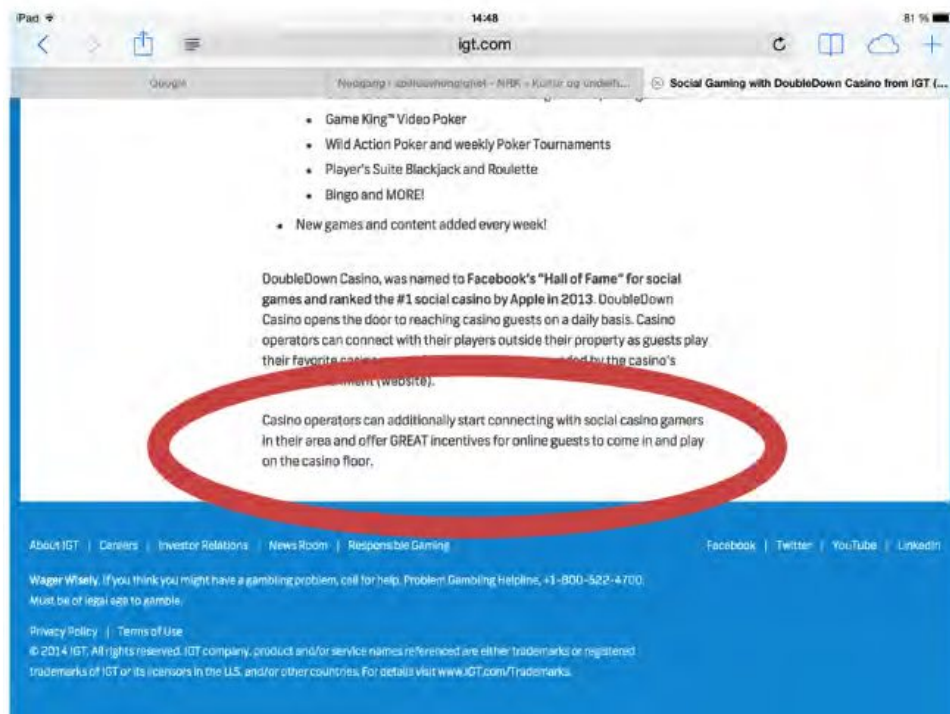 iPad
14:48
81 %
igt.com
Google
Nedgang i spilleavhengighet - NRK - Kultur og underh...
Social Gaming with DoubleDown Casino from IGT (...
• Game King™ Video Poker
• Wild Action Poker and weekly Poker Tournaments
• Player's Suite Blackjack and Roulette
• Bingo and MORE!
• New games and content added every week!
DoubleDown Casino, was named to Facebook's "Hall of Fame" for social
games and ranked the #1 social casino by Apple in 2013. DoubleDown
Casino opens the door to reaching casino guests on a daily basis. Casino
operators can connect with their players outside their property as guests play
their favorite casino by the casino's
(website).
Casino operators can additionally start connecting with social casino gamers
in their area and offer GREAT incentives for online guests to come in and play
on the casino floor.
About IGT | Careers | Investor Relations | News Room | Responsible Gaming
Facebook | Twitter | YouTube | LinkedIn
Wager Wisely. If you think you might have a gambling problem, call for help. Problem Gambling Helpline, +1-800-522-4700.
Must be of legal age to gamble.
Privacy Policy | Terms of Use
© 2014 IGT. All rights reserved. IGT company, product and/or service names referenced are either trademarks or registered
trademarks of IGT or its licensors in the U.S. and/or other countries. For details visit www.IGT.com/Trademarks.